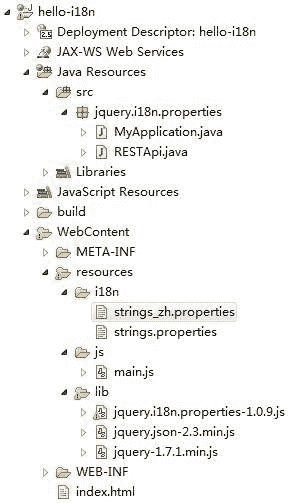 hello-i18n
Deployment Descriptor: hello-i18n
JAX-WS Web Services
Java Resources
src
jquery.i18n.properties
MyApplication.java
RESTApi.java
Libraries
JavaScript Resources
build
WebContent
META-INF
resources
i18n
strings_zh.properties
strings.properties
js
main.js
lib
jquery.i18n.properties-1.0.9.js
jquery.json-2.3.min.js
jquery-1.7.1.min.js
WEB-INF
index.html